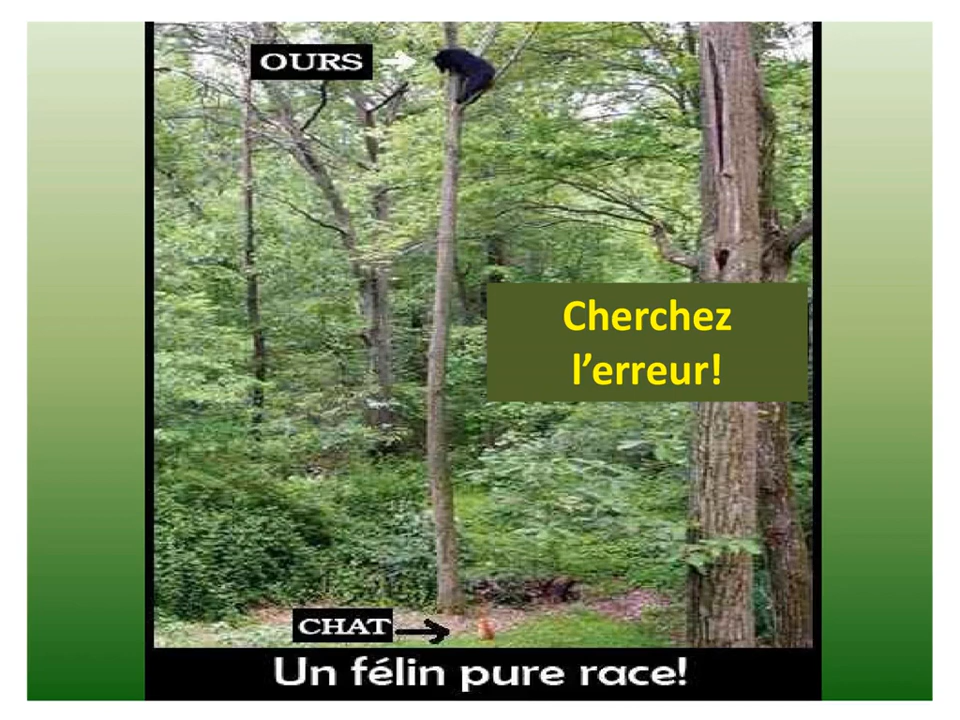 OURS
Cherchez
l’erreur!
CHAT
Un félin pure race!